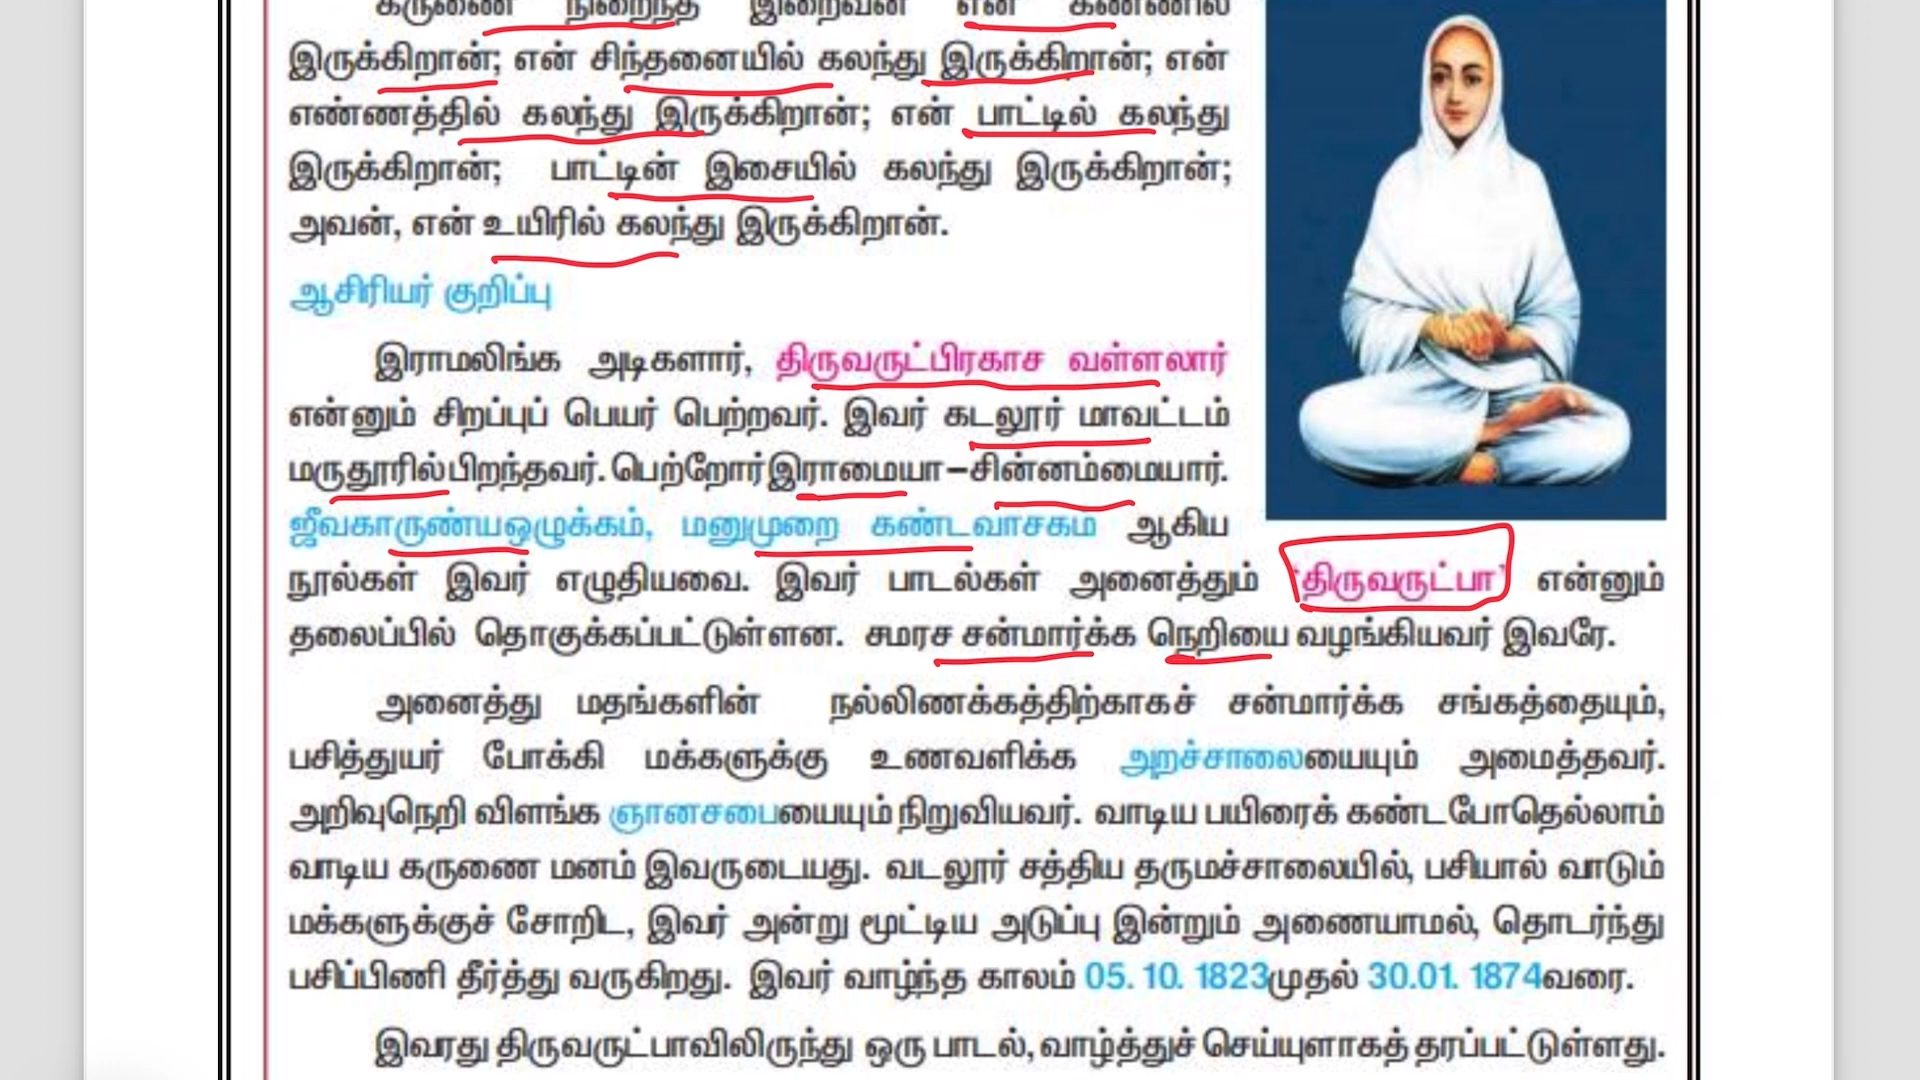 கருணை நிறைந்த இறைவன் என் கண்ணில்
இருக்கிறான்; என் சிந்தனையில் கலந்து இருக்கிறான்; என்
எண்ணத்தில் கலந்து இருக்கிறான்; என் பாட்டில் கலந்து
இருக்கிறான்; பாட்டின் இசையில் கலந்து இருக்கிறான்;
அவன், என் உயிரில் கலந்து இருக்கிறான்.
ஆசிரியர் குறிப்பு
இராமலிங்க அடிகளார், திருவருட்பிரகாச வள்ளலார்
என்னும் சிறப்புப் பெயர் பெற்றவர். இவர் கடலூர் மாவட்டம்
மருதூரில் பிறந்தவர். பெற்றோர் இராமையா – சின்னம்மையார்.
ஜீவகாருண்யஒழுக்கம், மனுமுறை கண்டவாசகம் ஆகிய
நூல்கள் இவர் எழுதியவை. இவர் பாடல்கள் அனைத்தும் 'திருவருட்பா' என்னும்
தலைப்பில் தொகுக்கப்பட்டுள்ளன. சமரச சன்மார்க்க நெறியை வழங்கியவர் இவரே.
அனைத்து மதங்களின் நல்லிணக்கத்திற்காகச் சன்மார்க்க சங்கத்தையும்,
பசித்துயர் போக்கி மக்களுக்கு உணவளிக்க அறச்சாலையையும் அமைத்தவர்.
அறிவுநெறி விளங்க ஞானசபையையும் நிறுவியவர். வாடிய பயிரைக் கண்டபோதெல்லாம்
வாடிய கருணை மனம் இவருடையது. வடலூர் சத்திய தருமச்சாலையில், பசியால் வாடும்
மக்களுக்குச் சோறிட, இவர் அன்று மூட்டிய அடுப்பு இன்றும் அணையாமல், தொடர்ந்து
பசிப்பிணி தீர்த்து வருகிறது. இவர் வாழ்ந்த காலம் 05. 10. 1823முதல் 30.01. 1874வரை.
இவரது திருவருட்பாவிலிருந்து ஒரு பாடல், வாழ்த்துச் செய்யுளாகத் தரப்பட்டுள்ளது.